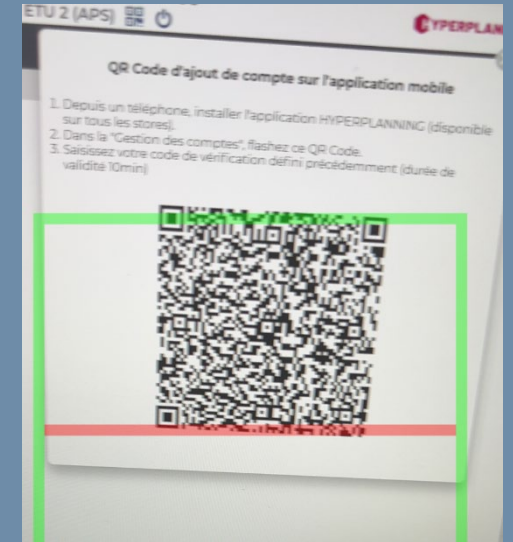 ETU 2 (APS)
HYPERPLAN
QR Code d'ajout de compte sur l'application mobile
1. Depuis un téléphone, installer l'application HYPERPLANNING (disponible
sur tous les stores).
2. Dans la "Gestion des comptes", flashez ce QR Code.
3. Saisissez votre code de vérification défini précédemment (durée de
validité 10min)